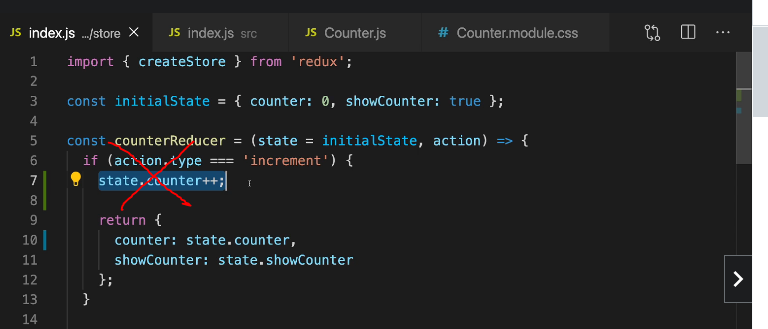 JS index.js .../store × JS index.js src JS Counter.js # Counter.module.css ...
1 import { createStore } from 'redux';
2
3 const initialState = { counter: 0, showCounter: true };
4
5 const counterReducer = (state = initialState, action) => {
6 if (action.type === 'increment') {
7 state.counter++;
8
9 return {
10 counter: state.counter,
11 showCounter: state.showCounter
12 };
13 }
14